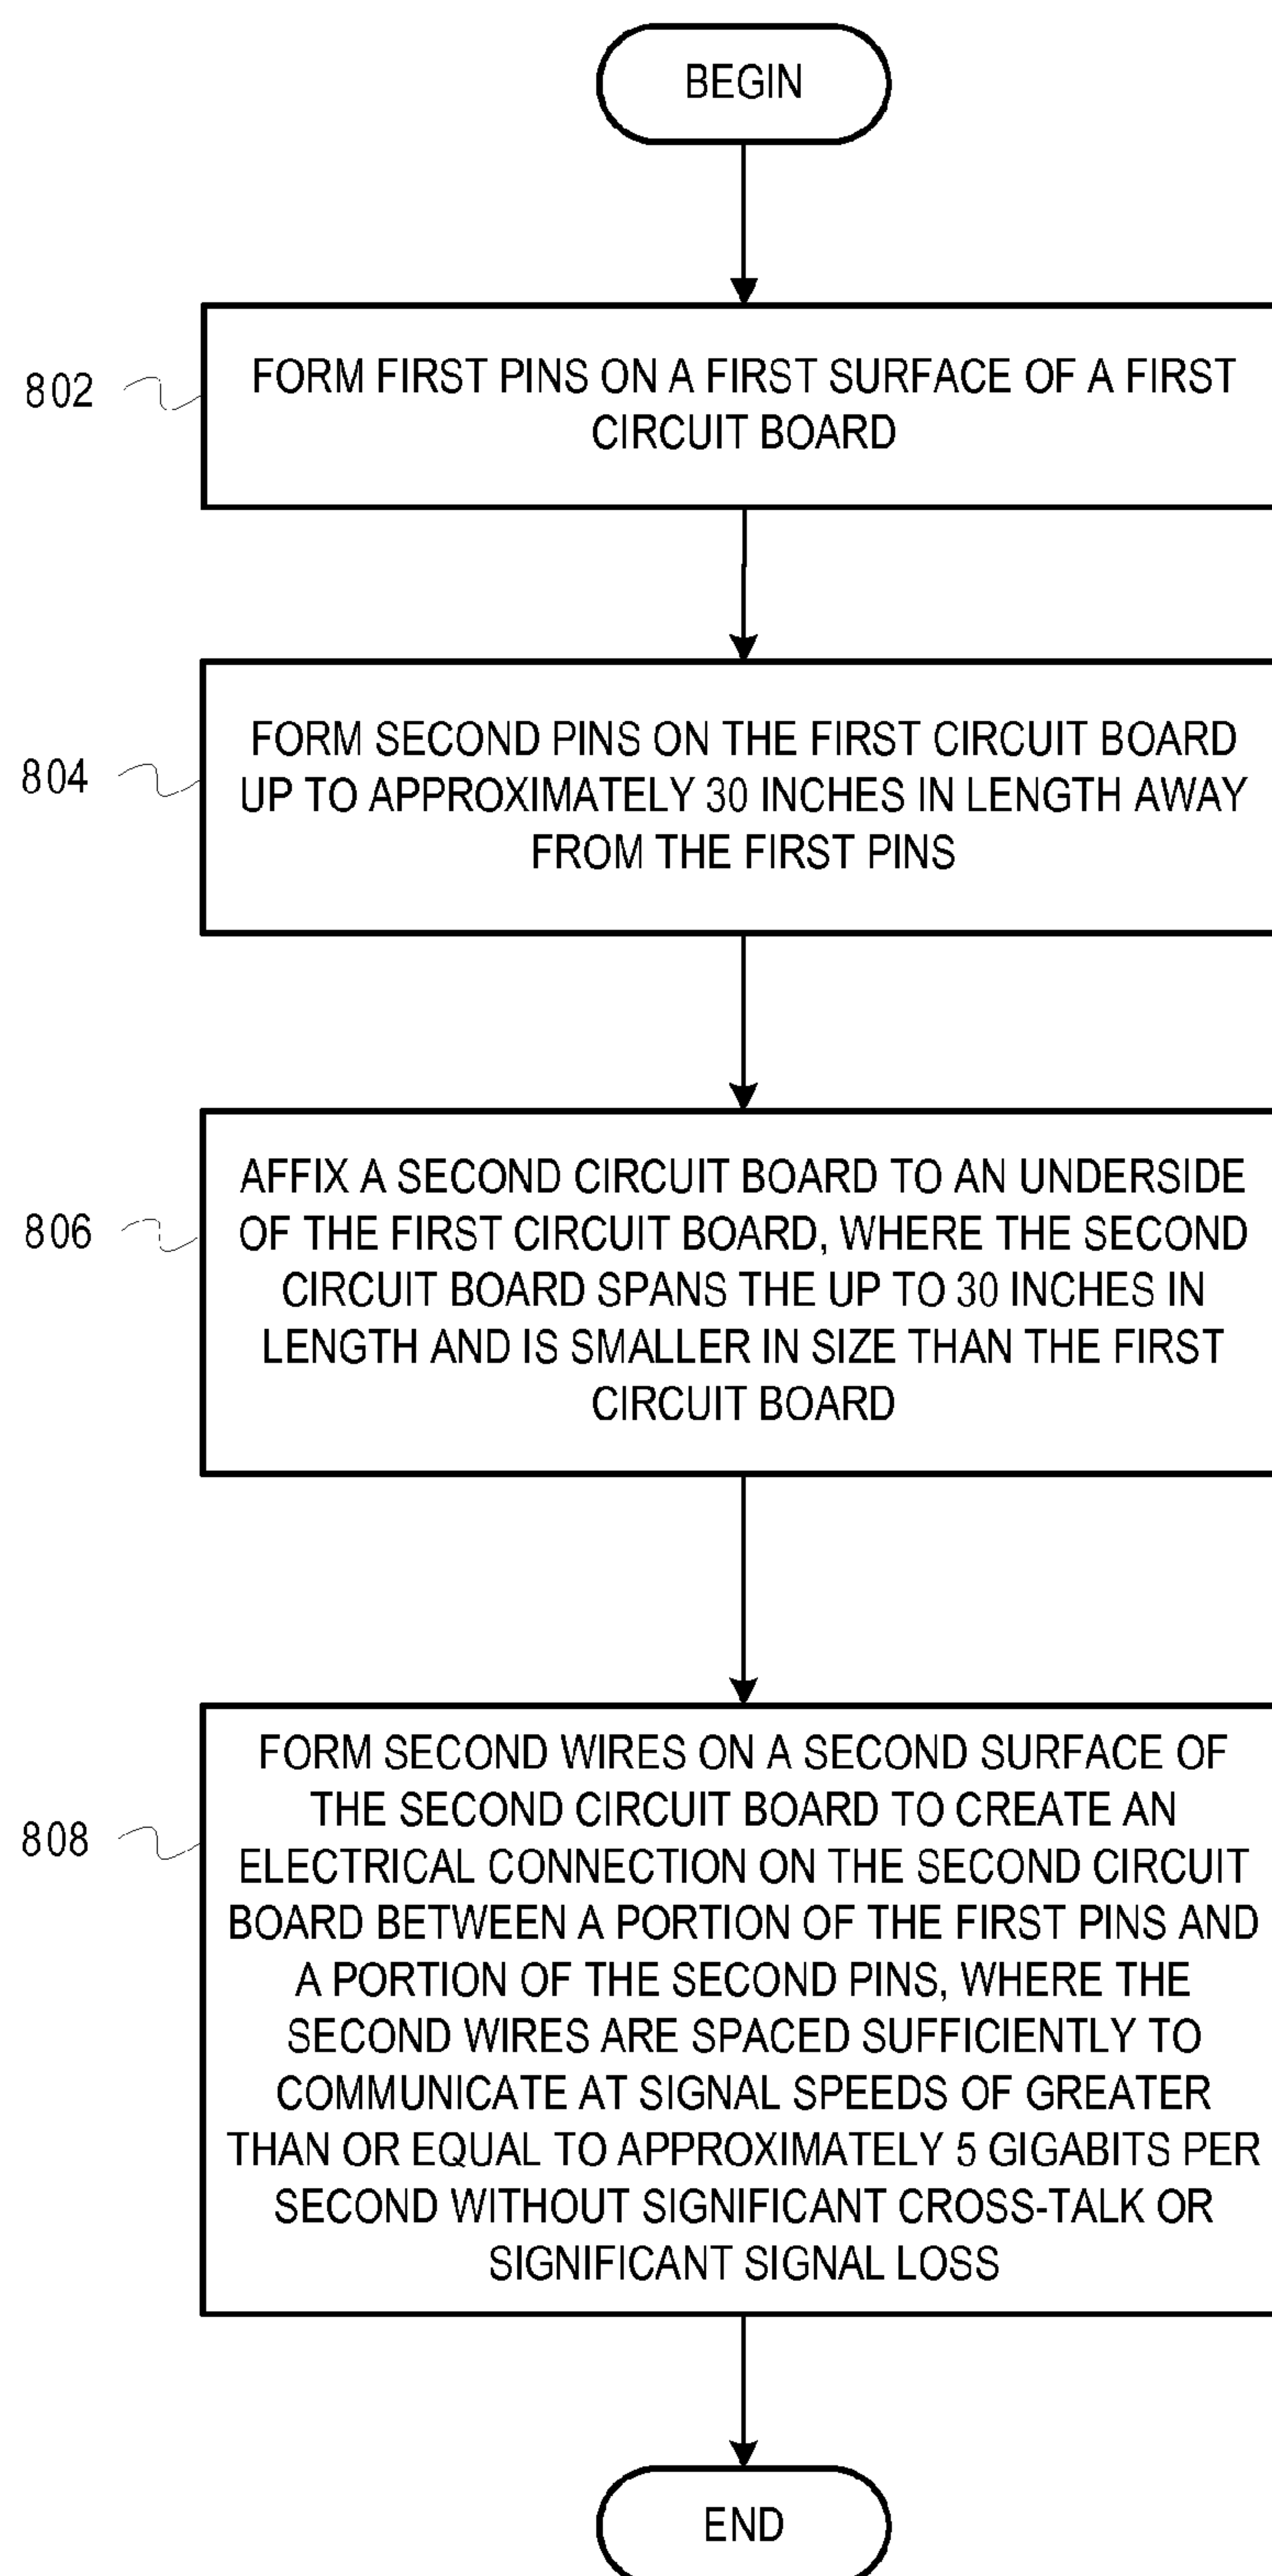 BEGIN
802
FORM FIRST PINS ON A FIRST SURFACE OF A FIRST
CIRCUIT BOARD
804
FORM SECOND PINS ON THE FIRST CIRCUIT BOARD
UP TO APPROXIMATELY 30 INCHES IN LENGTH AWAY
FROM THE FIRST PINS
806
AFFIX A SECOND CIRCUIT BOARD TO AN UNDERSIDE
OF THE FIRST CIRCUIT BOARD, WHERE THE SECOND
CIRCUIT BOARD SPANS THE UP TO 30 INCHES IN
LENGTH AND IS SMALLER IN SIZE THAN THE FIRST
CIRCUIT BOARD
808
FORM SECOND WIRES ON A SECOND SURFACE OF
THE SECOND CIRCUIT BOARD TO CREATE AN
ELECTRICAL CONNECTION ON THE SECOND CIRCUIT
BOARD BETWEEN A PORTION OF THE FIRST PINS AND
A PORTION OF THE SECOND PINS, WHERE THE
SECOND WIRES ARE SPACED SUFFICIENTLY TO
COMMUNICATE AT SIGNAL SPEEDS OF GREATER
THAN OR EQUAL TO APPROXIMATELY 5 GIGABITS PER
SECOND WITHOUT SIGNIFICANT CROSS-TALK OR
SIGNIFICANT SIGNAL LOSS
END